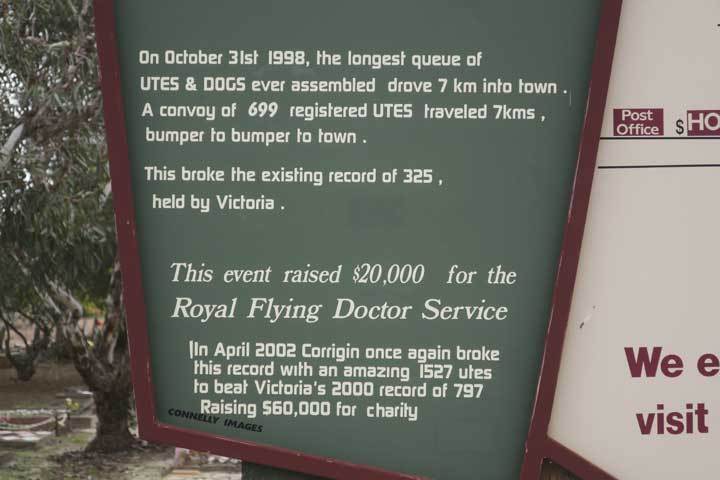 On October 31st 1998, the longest queue of
UTES & DOGS ever assembled drove 7 km into town .
A convoy of 699 registered UTES traveled 7kms ,
bumper to bumper to town .
This broke the existing record of 325 ,
held by Victoria .
This event raised $20,000 for the
Royal Flying Doctor Service
In April 2002 Corrigin once again broke
this record with an amazing 1527 utes
to beat Victoria's 2000 record of 797
Raising $60,000 for charity
CONNELLY IMAGES
Post
Office
$ HO
We e
visit